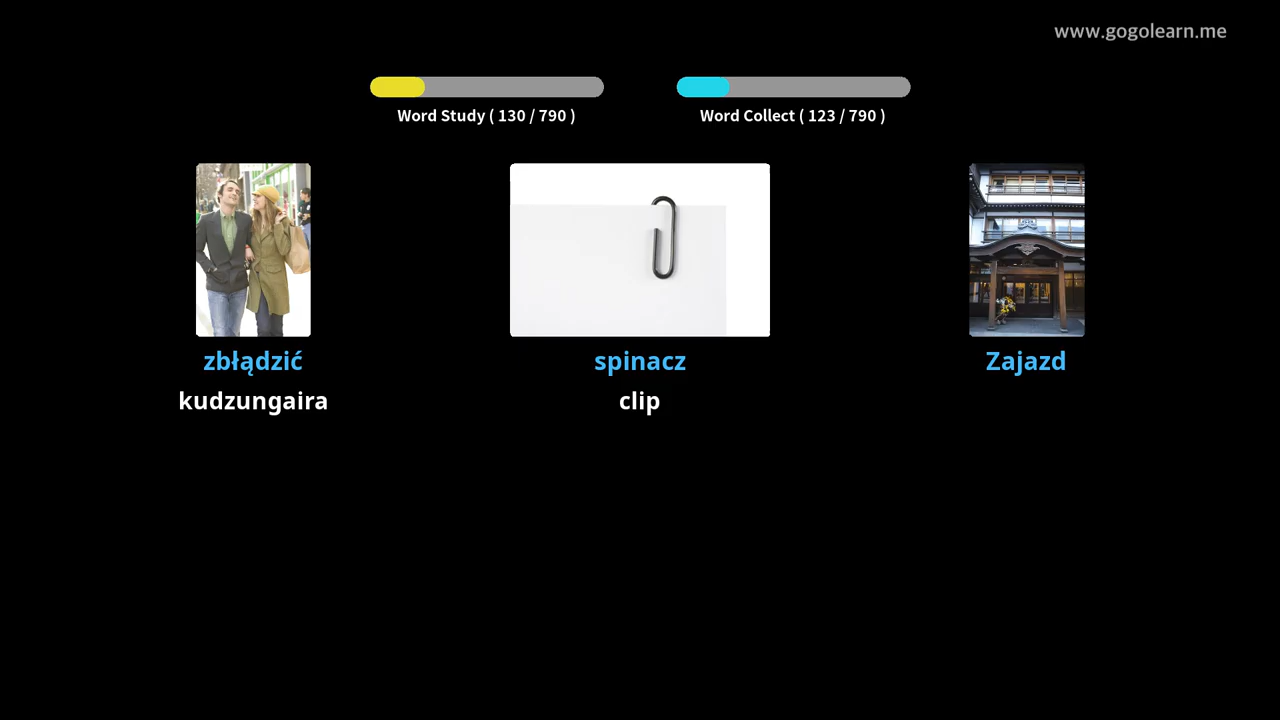 www.gogolearn.me
Word Study ( 130 / 790 )
Word Collect ( 123 / 790 )
zbłądzić
spinacz
Zajazd
kudzungaira
clip